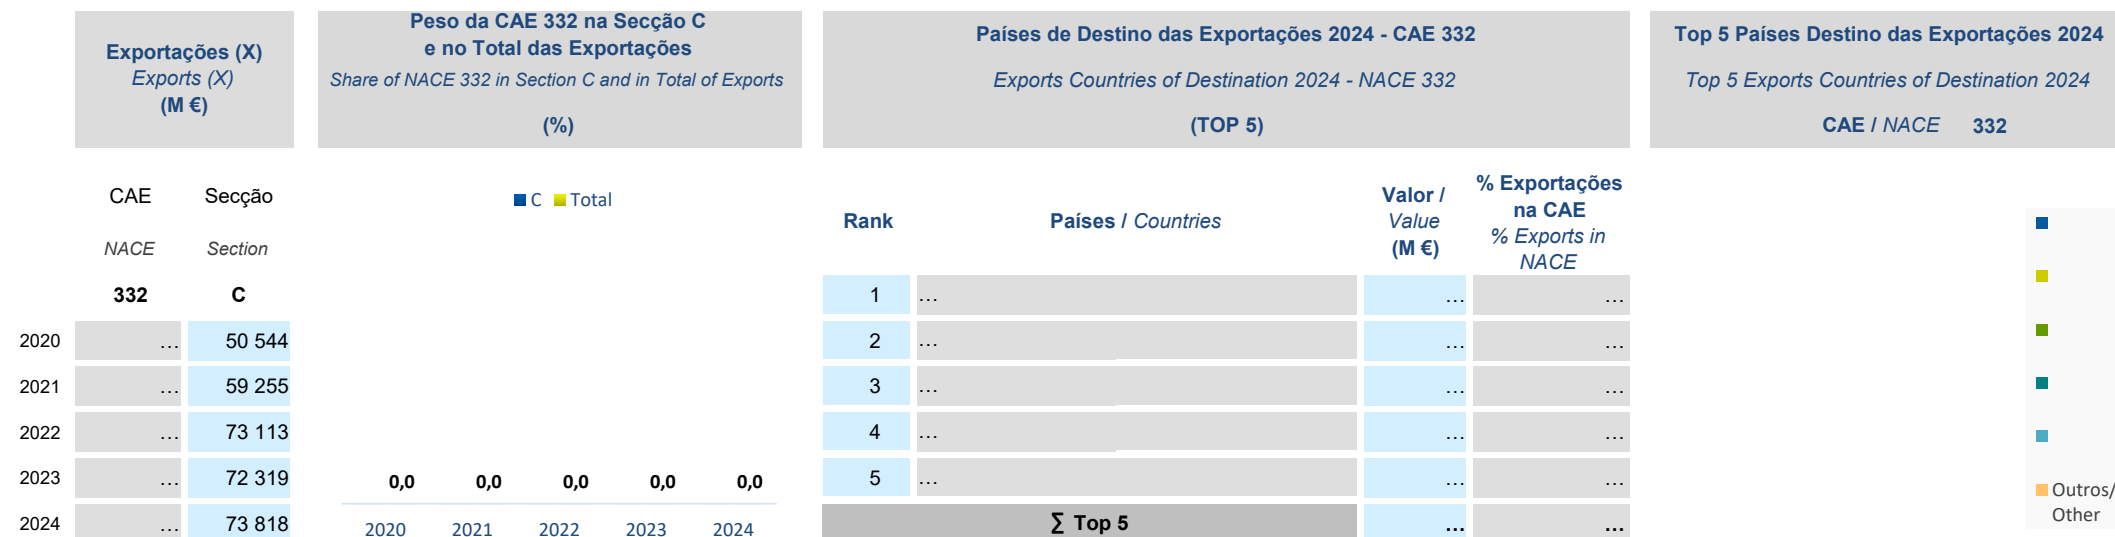 Exportações (X)
Exports (X)
(M €)
Peso da CAE 332 na Secção C
e no Total das Exportações
Share of NACE 332 in Section C and in Total of Exports
(%)
Países de Destino das Exportações 2024 - CAE 332
Exports Countries of Destination 2024 - NACE 332
(TOP 5)
Top 5 Países Destino das Exportações 2024
Top 5 Exports Countries of Destination 2024
CAE / NACE 332
CAE Secção
NACE Section
332 C
2020 … 50 544
2021 … 59 255
2022 … 73 113
2023 … 72 319
2024 … 73 818
C Total
0,0 0,0 0,0 0,0 0,0
2020 2021 2022 2023 2024
Rank
Países / Countries
Valor /
Value
(M €)
% Exportações
na CAE
% Exports in
NACE
1 … … …
2 … … …
3 … … …
4 … … …
5 … … …
∑ Top 5 … …
Outros/
Other